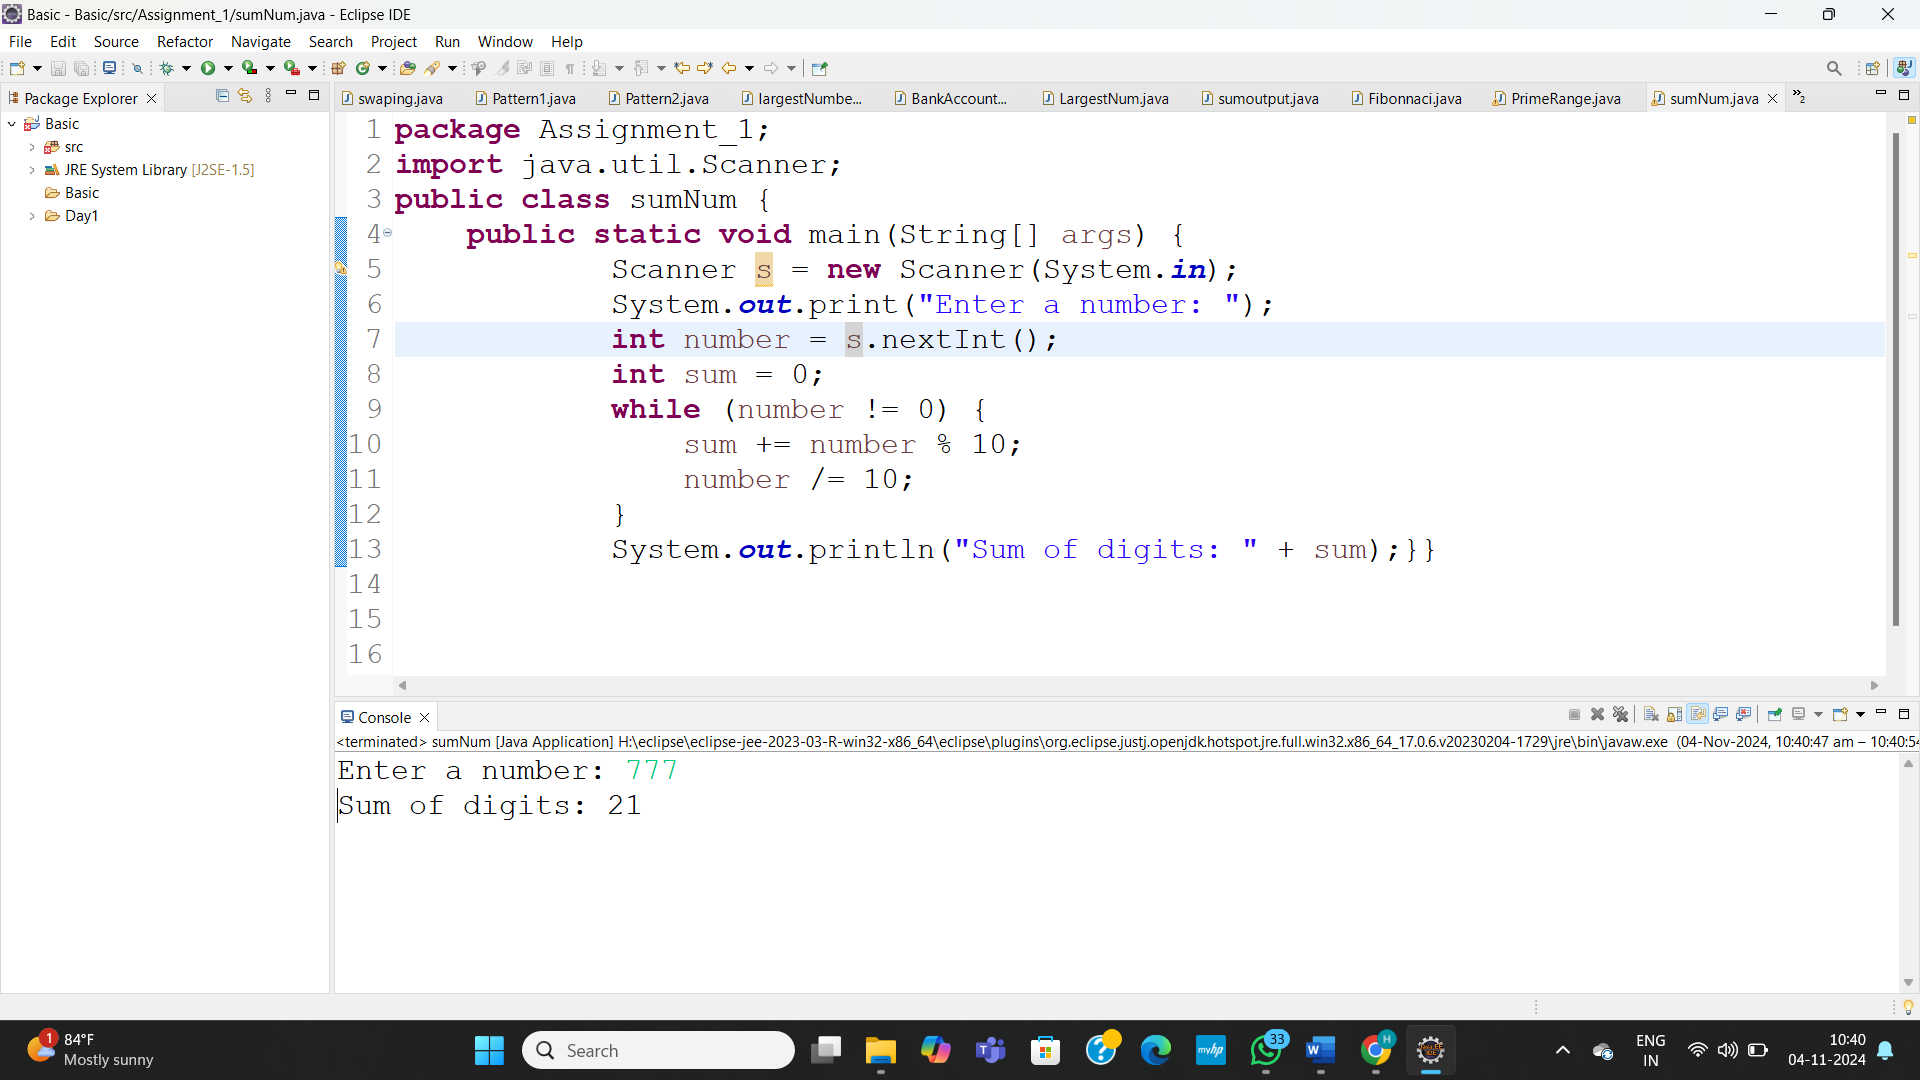 Basic - Basic/src/Assignment_1/sumNum.java - Eclipse IDE
File Edit Source Refactor Navigate Search Project Run Window Help
Package Explorer
swaping.java Pattern1.java Pattern2.java largestNumbe... BankAccount... LargestNum.java sumoutput.java Fibonnaci.java PrimeRange.java sumNum.java 2
Basic
src
JRE System Library [J2SE-1.5]
Basic
Day1
1 package Assignment_1;
2 import java.util.Scanner;
3 public class sumNum {
4 public static void main(String[] args) {
5 Scanner s = new Scanner(System.in);
6 System.out.print("Enter a number: ");
7 int number = s.nextInt();
8 int sum = 0;
9 while (number != 0) {
10 sum += number % 10;
11 number /= 10;
12 }
13 System.out.println("Sum of digits: " + sum);}}
14
15
16
Console
<terminated> sumNum [Java Application] H:\eclipse\eclipse-jee-2023-03-R-win32-x86_64\eclipse\plugins\org.eclipse.justj.openjdk.hotspot.jre.full.win32.x86_64_17.0.6.v20230204-1729\jre\bin\javaw.exe (04-Nov-2024, 10:40:47 am – 10:40:54
Enter a number: 777
Sum of digits: 21
1
84°F
Mostly sunny
Search
myhp
33
H
ENG
IN
10:40
04-11-2024